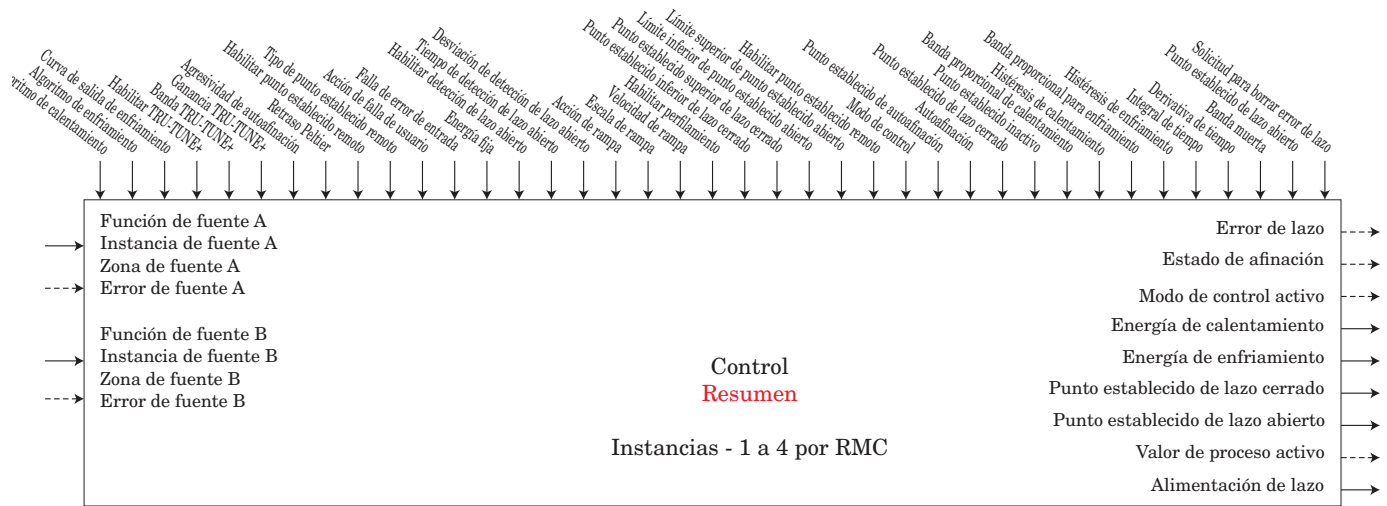 oritmo de calentamiento
Algoritmo de enfriamiento
Curva de salida de enfriamiento
Habilitar TRU-TUNE+
Banda TRU-TUNE+
Ganancia TRU-TUNE+
Agresividad de autoafinación
Retraso Peltier
Habilitar punto establecido remoto
Tipo de punto establecido remoto
Acción de falla de usuario
Falla de error de entrada
Energía fija
Habilitar detección de lazo abierto
Tiempo de detección de lazo abierto
Desviación de detección de lazo abierto
Acción de rampa
Escala de rampa
Velocidad de rampa
Habilitar perfilamiento
Punto establecido inferior de lazo cerrado
Punto establecido superior de lazo cerrado
Límite inferior de punto establecido abierto
Límite superior de punto establecido abierto
Habilitar punto establecido remoto
Modo de control
Punto establecido de autoafinación
Autoafinación
Punto establecido de lazo cerrado
Punto establecido inactivo
Banda proporcional de calentamiento
Histéresis de calentamiento
Banda proporcional para enfriamiento
Histéresis de enfriamiento
Integral de tiempo
Derivativa de tiempo
Banda muerta
Punto establecido de lazo abierto
Solicitud para borrar error de lazo
Función de fuente A
Instancia de fuente A
Zona de fuente A
Error de fuente A
Función de fuente B
Instancia de fuente B
Zona de fuente B
Error de fuente B
Control
Resumen
Instancias - 1 a 4 por RMC
Error de lazo
Estado de afinación
Modo de control activo
Energía de calentamiento
Energía de enfriamiento
Punto establecido de lazo cerrado
Punto establecido de lazo abierto
Valor de proceso activo
Alimentación de lazo